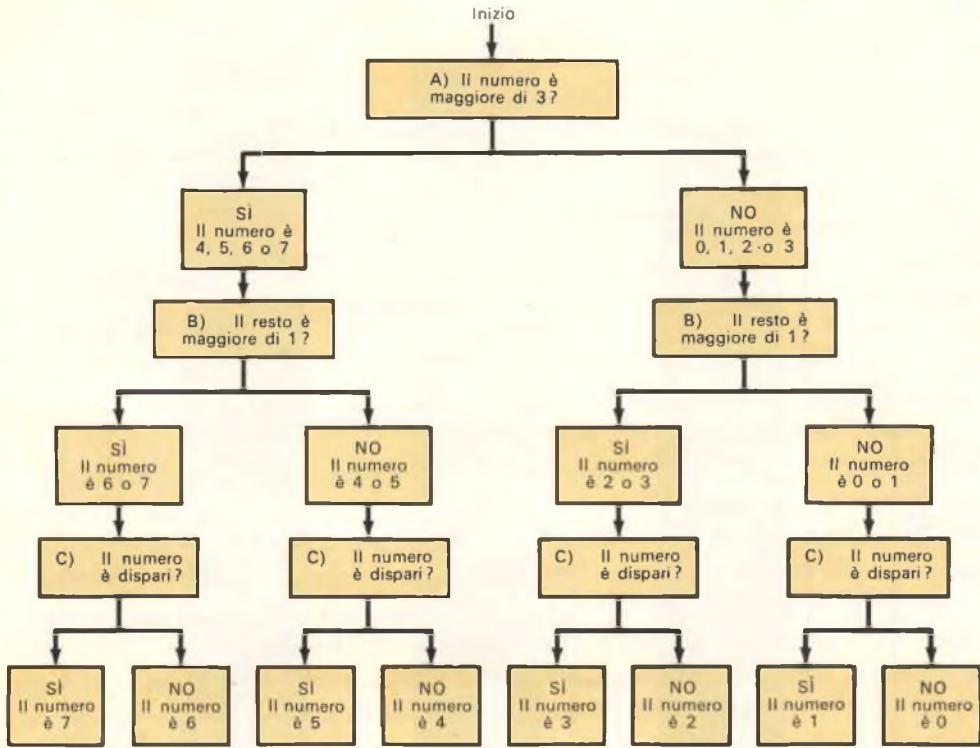 Inizio
A) Il numero è
maggiore di 3?
SÌ
Il numero è
4, 5, 6 o 7
NO
Il numero è
0, 1, 2 o 3
B) Il resto è
maggiore di 1?
B) Il resto è
maggiore di 1?
SÌ
Il numero
è 6 o 7
NO
Il numero
è 4 o 5
SÌ
Il numero
è 2 o 3
NO
Il numero
è 0 o 1
C) Il numero
è dispari?
C) Il numero
è dispari?
C) Il numero
è dispari?
C) Il numero
è dispari?
SÌ
Il numero
è 7
NO
Il numero
è 6
SÌ
Il numero
è 5
NO
Il numero
è 4
SÌ
Il numero
è 3
NO
Il numero
è 2
SÌ
Il numero
è 1
NO
Il numero
è 0